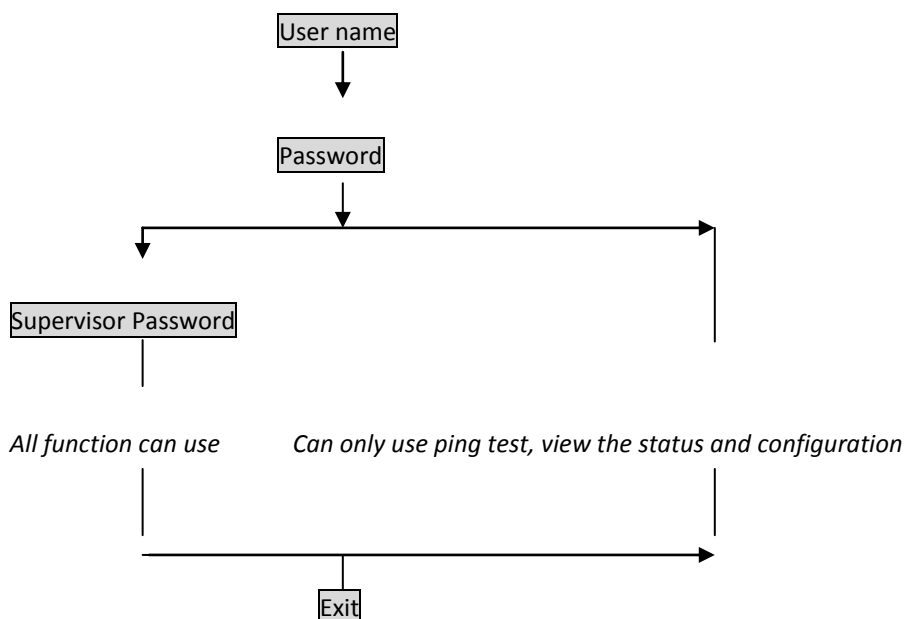 User name
Password
Supervisor Password
All function can use
Can only use ping test, view the status and configuration
Exit